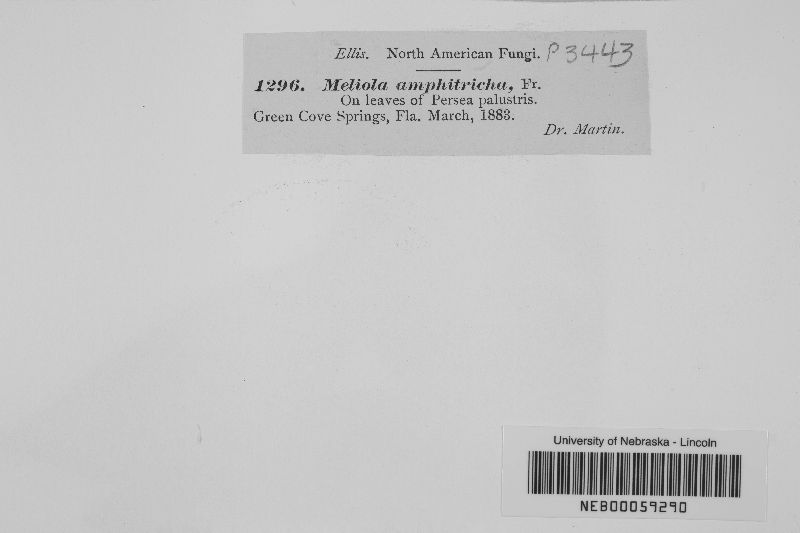 Ellis. North American Fungi. P3443
1296. Meliola amphitricha, Fr.
On leaves of Persea palustris.
Green Cove Springs, Fla. March, 1883.
Dr. Martin.
University of Nebraska - Lincoln
NEB00059290